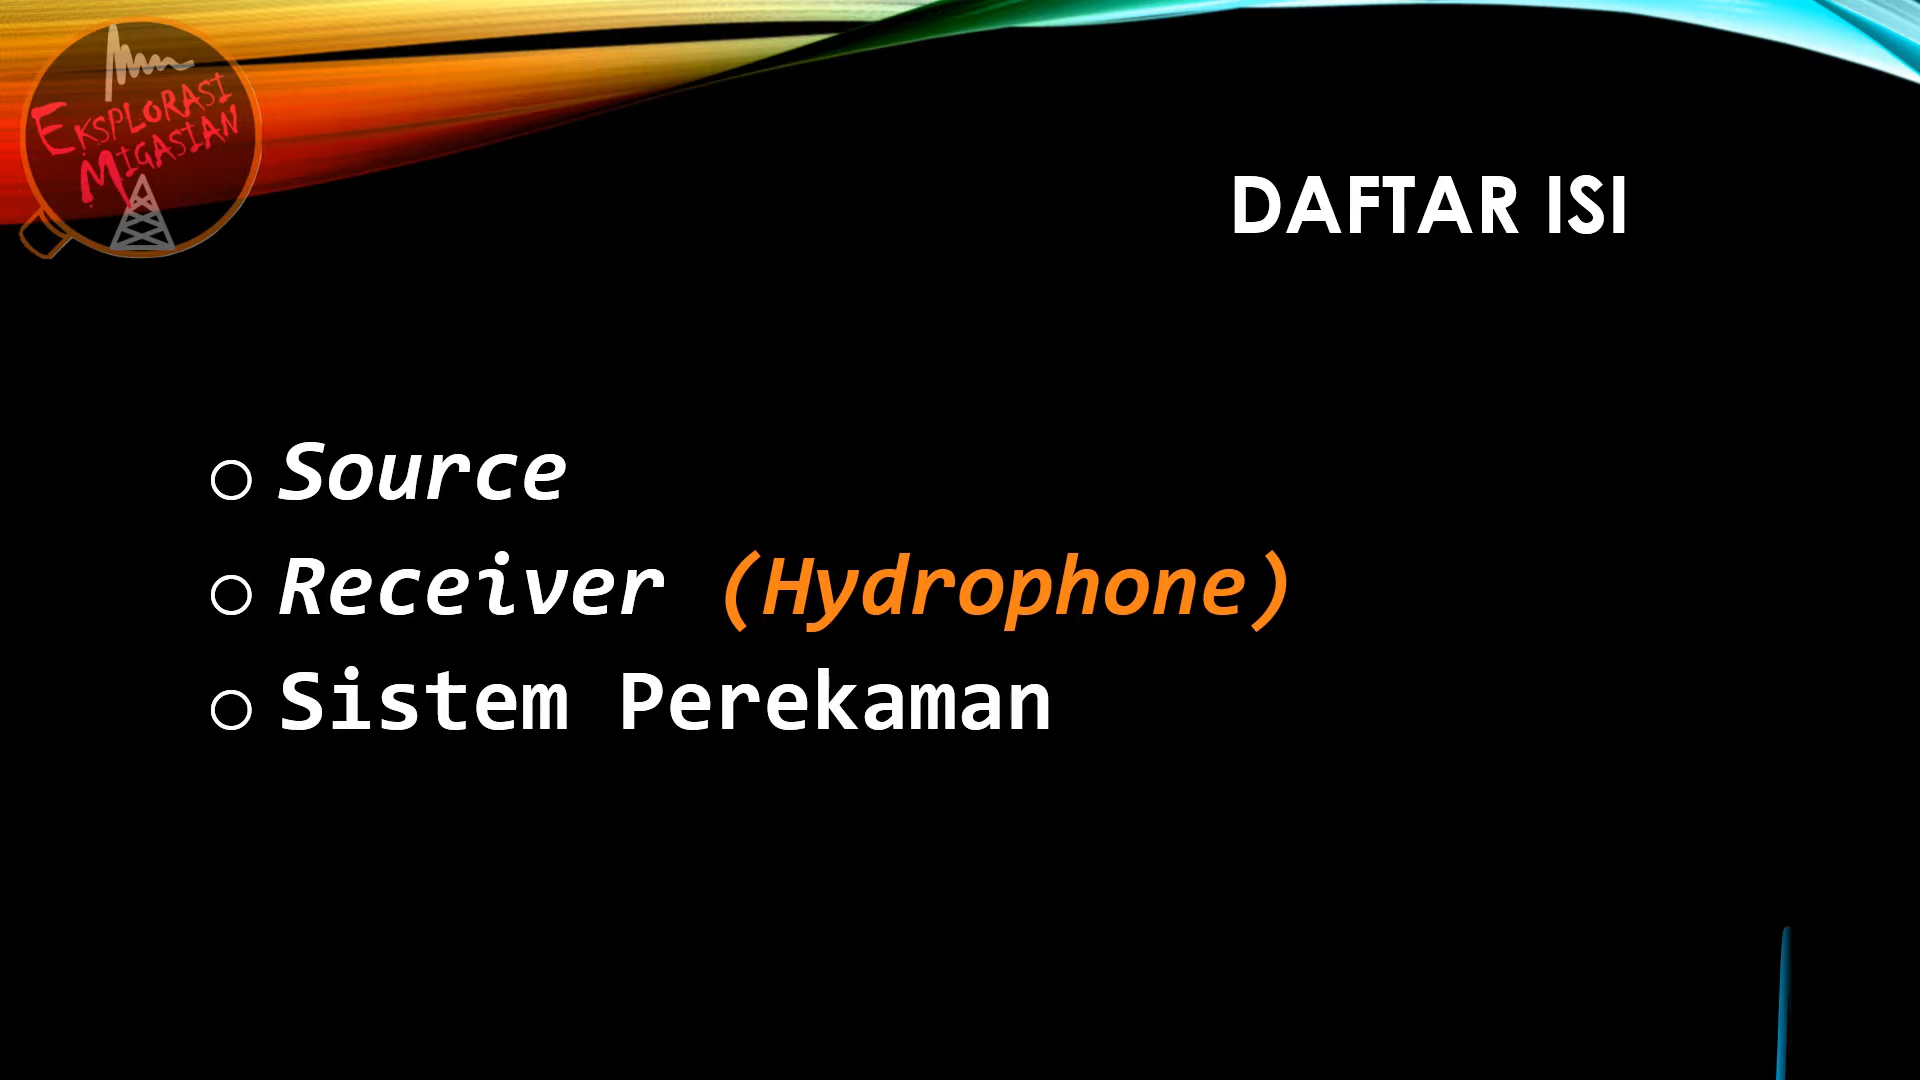 EKSPLORASI
MIGASIAN
DAFTAR ISI
Source
Receiver (Hydrophone)
Sistem Perekaman